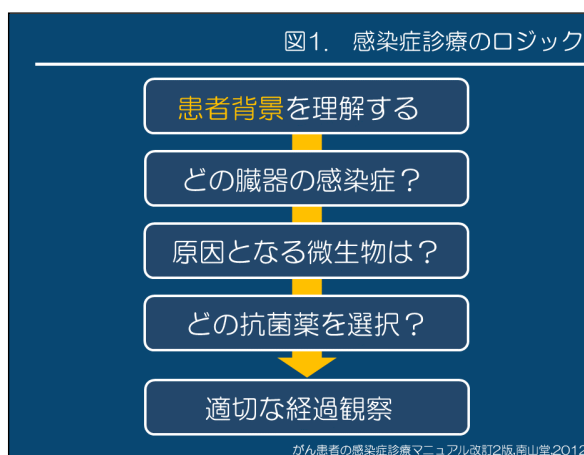 図1. 感染症診療のロジック
患者背景を理解する
どの臓器の感染症？
原因となる微生物は？
どの抗菌薬を選択？
適切な経過観察
がん患者の感染症診療マニュアル改訂2版,南山堂,2012